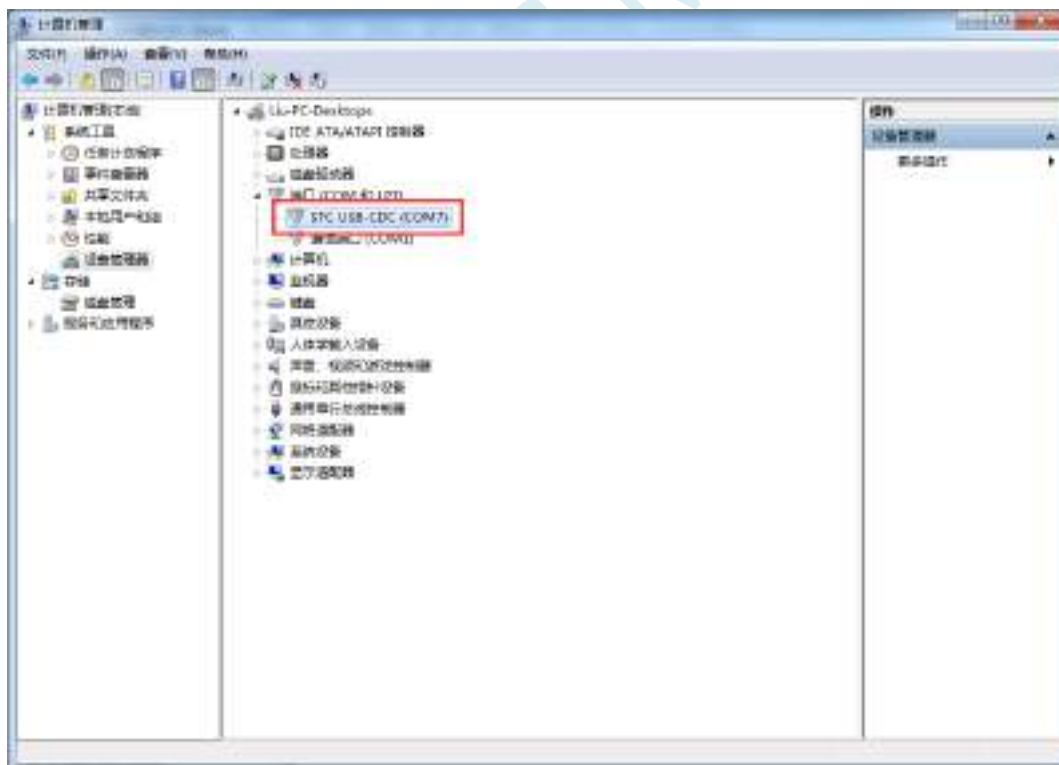 计算机管理
文件(F) 操作(A) 查看(V) 帮助(H)
计算机管理(本地)
系统工具
任务计划程序
事件查看器
共享文件夹
本地用户和组
性能
设备管理器
存储
磁盘管理
服务和应用程序
Liu-PC-Desktops
IDE ATA/ATAPI 控制器
处理器
磁盘驱动器
端口 (COM 和 LPT)
STC USB-CDC (COM7)
通信端口 (COM1)
计算机
监视器
键盘
其他设备
人体学输入设备
声音、视频和游戏控制器
鼠标和其他指针设备
通用串行总线控制器
网络适配器
系统设备
显示适配器
操作
设备管理器
更多操作